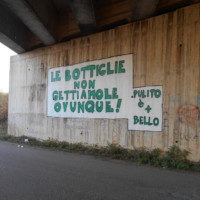 LE BOTTIGLIE
NON
GETTIAMOLE
OVUNQUE!
PULITO
È +
BELLO